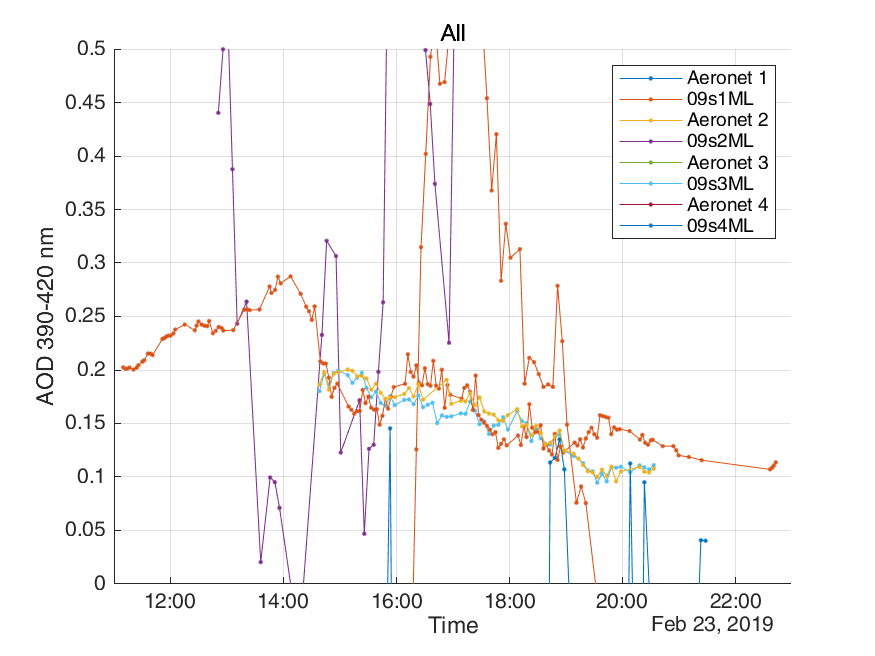 All
0.5
0.45
0.4
0.35
0.3
0.25
0.2
0.15
0.1
0.05
0
AOD 390-420 nm
Aeronet 1
09s1ML
Aeronet 2
09s2ML
Aeronet 3
09s3ML
Aeronet 4
09s4ML
12:00 14:00 16:00 18:00 20:00 22:00
Time
Feb 23, 2019